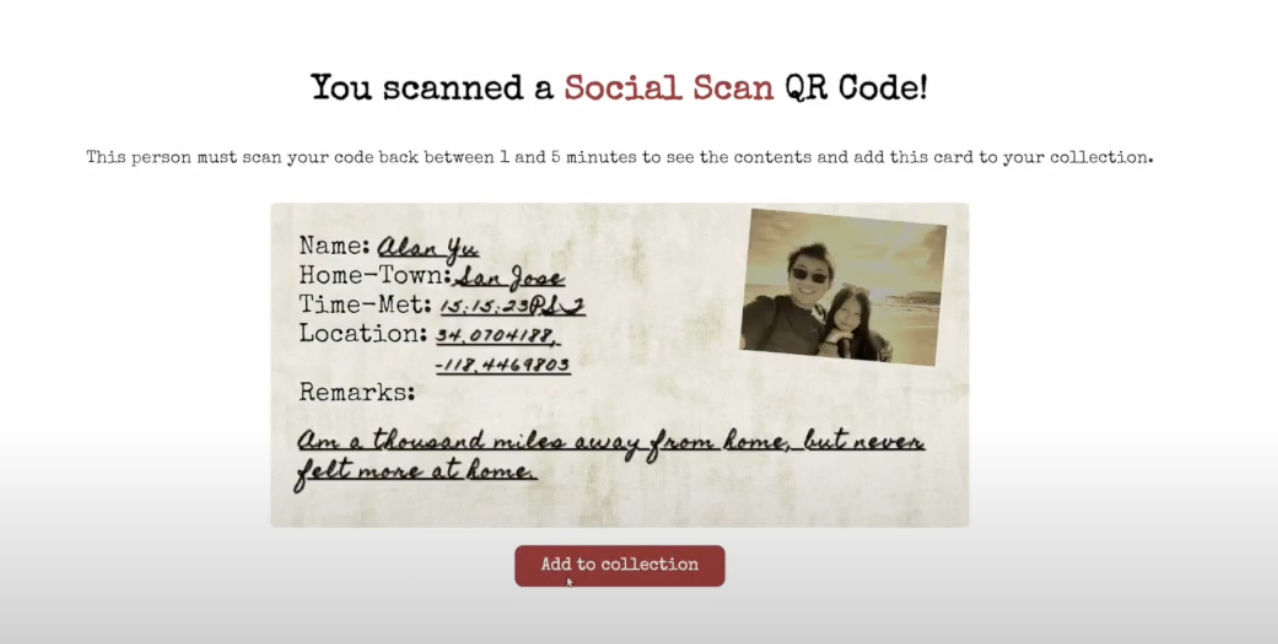 You scanned a Social Scan QR Code!
This person must scan your code back between 1 and 5 minutes to see the contents and add this card to your collection.
Name: Alan Yu
Home-Town: San Jose
Time-Met: 15:15:23PST
Location: 34.0704188,
-118.4469803
Remarks:
Am a thousand miles away from home, but never
felt more at home.
Add to collection